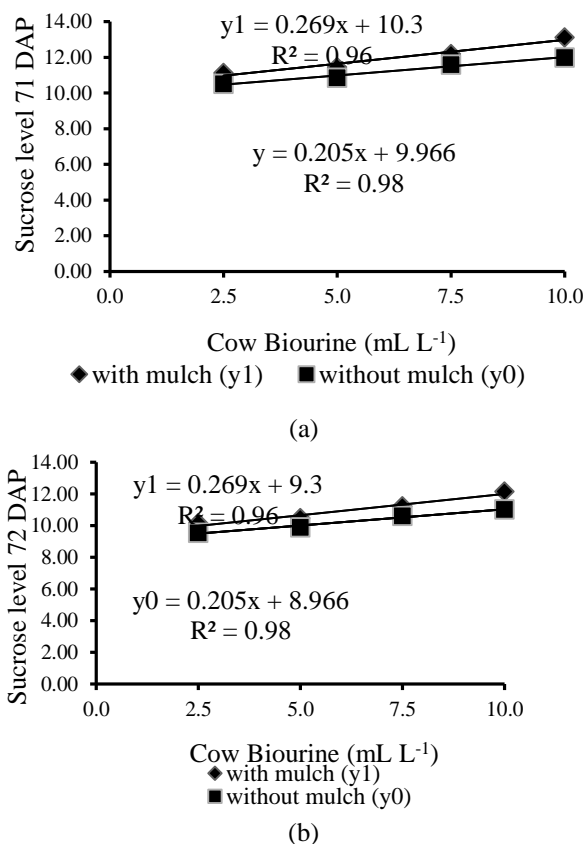 Sucrose level 71 DAP
14.00
12.00
10.00
8.00
6.00
4.00
2.00
0.00
y1 = 0.269x + 10.3
R² = 0.96
y = 0.205x + 9.966
R² = 0.98
0.0 2.5 5.0 7.5 10.0
Cow Biourine (mL L⁻¹)
with mulch (y1) without mulch (y0)
(a)
Sucrose level 72 DAP
14.00
12.00
10.00
8.00
6.00
4.00
2.00
0.00
y1 = 0.269x + 9.3
R² = 0.96
y0 = 0.205x + 8.966
R² = 0.98
0.0 2.5 5.0 7.5 10.0
Cow Biourine (mL L⁻¹)
with mulch (y1)
without mulch (y0)
(b)